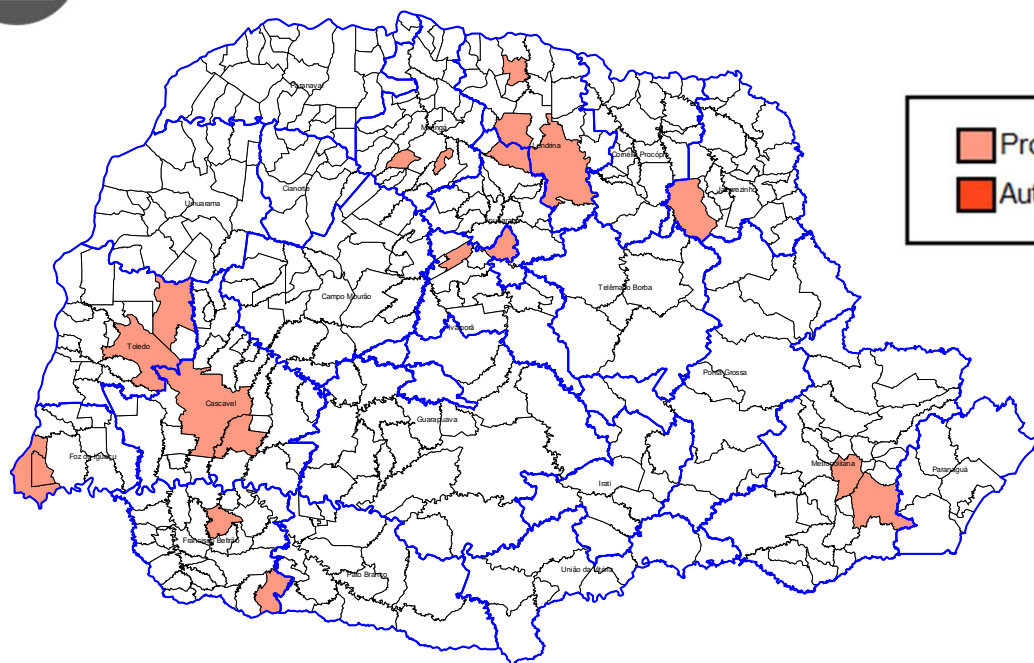 Paranavaí
Maringá
Londrina
Cornélio Procópio
Jacarezinho
Cianorte
Umuarama
Apucarana
Telêmaco Borba
Campo Mourão
Ivaiporã
Toledo
Ponta Grossa
Cascavel
Guarapuava
Foz do Iguaçu
Metropolitana
Paranaguá
Irati
Francisco Beltrão
Pato Branco
União da Vitória
Pro
Aut